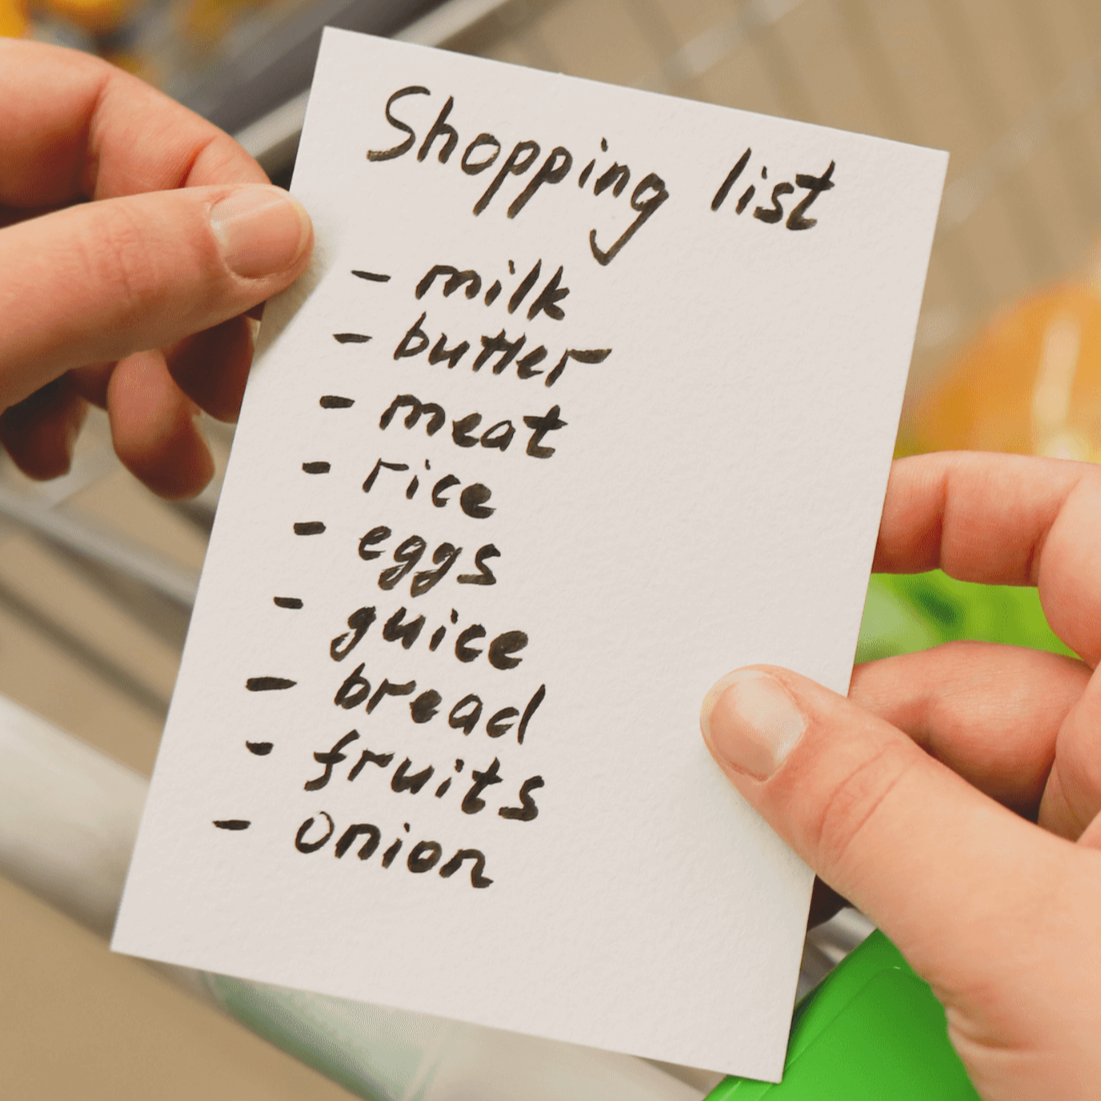 Shopping list
- milk
- butter
- meat
- rice
- eggs
- guice
- bread
- fruits
- onion